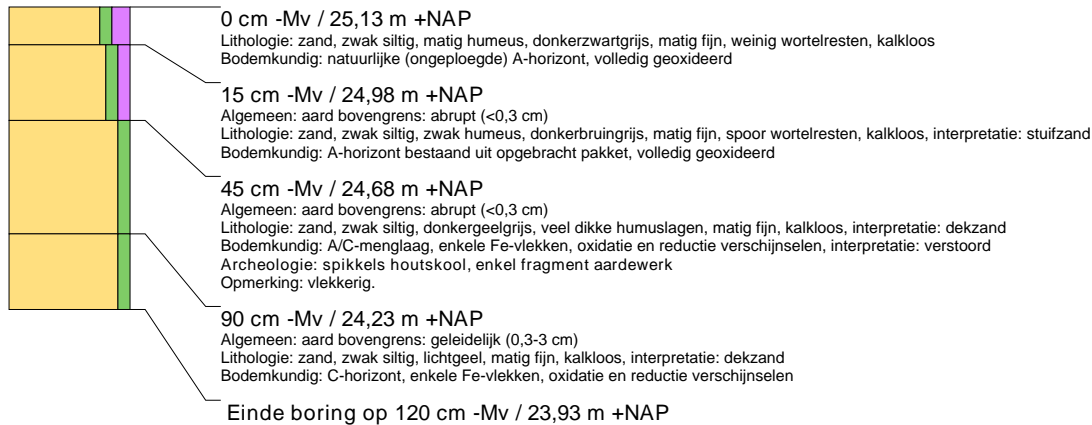 0 cm -Mv / 25,13 m +NAP
Lithologie: zand, zwak siltig, matig humeus, donkerzwartgrijs, matig fijn, weinig wortelresten, kalkloos
Bodemkundig: natuurlijke (ongeploegde) A-horizont, volledig geoxideerd
15 cm -Mv / 24,98 m +NAP
Algemeen: aard bovengrens: abrupt (<0,3 cm)
Lithologie: zand, zwak siltig, zwak humeus, donkerbruingrijs, matig fijn, spoor wortelresten, kalkloos, interpretatie: stuifzand
Bodemkundig: A-horizont bestaand uit opgebracht pakket, volledig geoxideerd
45 cm -Mv / 24,68 m +NAP
Algemeen: aard bovengrens: abrupt (<0,3 cm)
Lithologie: zand, zwak siltig, donkergeelgrijs, veel dikke humuslagen, matig fijn, kalkloos, interpretatie: dekzand
Bodemkundig: A/C-menglaag, enkele Fe-vlekken, oxidatie en reductie verschijnselen, interpretatie: verstoord
Archeologie: spikkels houtskool, enkel fragment aardewerk
Opmerking: vlekkerig.
90 cm -Mv / 24,23 m +NAP
Algemeen: aard bovengrens: geleidelijk (0,3-3 cm)
Lithologie: zand, zwak siltig, lichtgeel, matig fijn, kalkloos, interpretatie: dekzand
Bodemkundig: C-horizont, enkele Fe-vlekken, oxidatie en reductie verschijnselen
Einde boring op 120 cm -Mv / 23,93 m +NAP